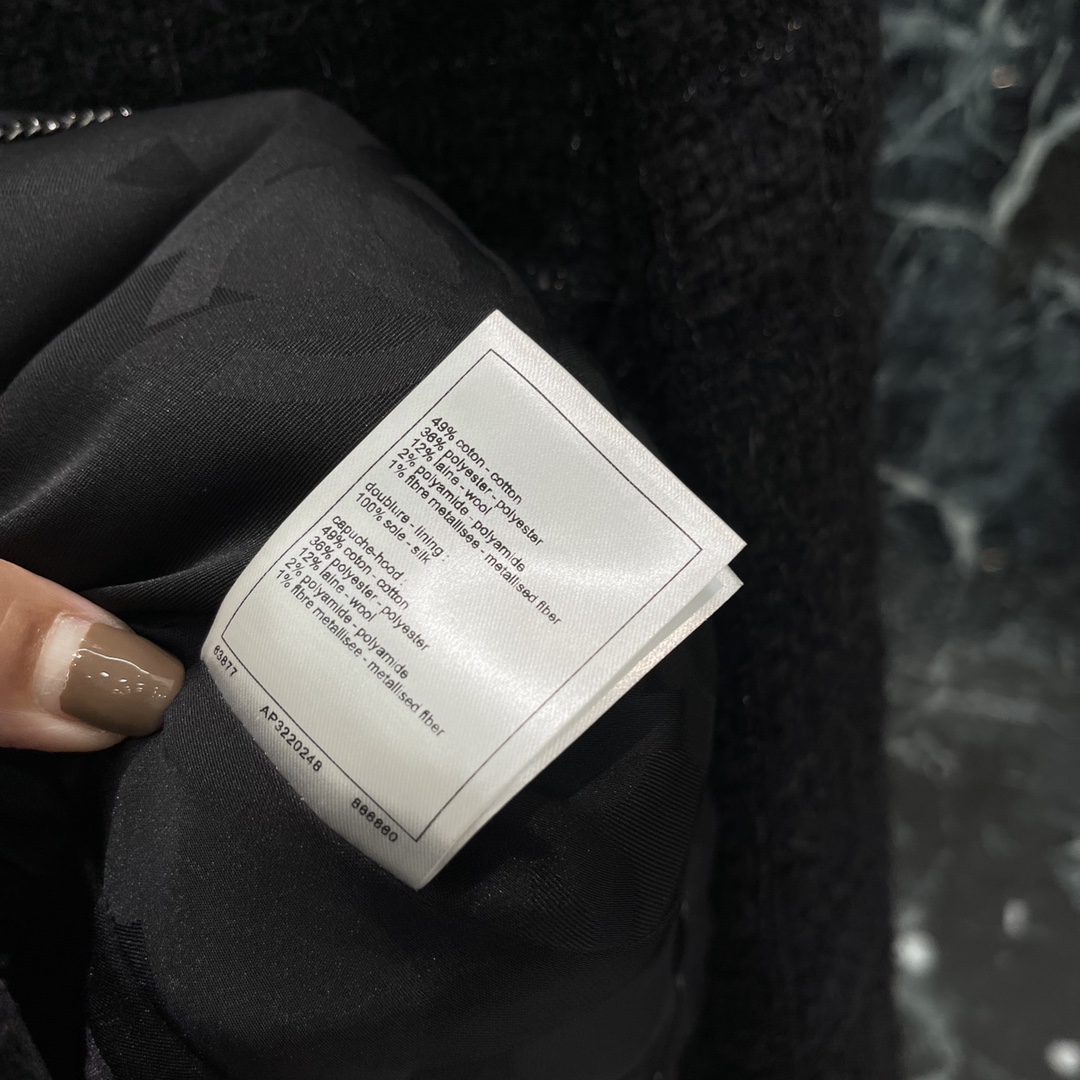 49% coton - cotton
36% polyester - polyester
12% laine - wool
2% polyamide - polyamide
1% fibre metallisee - metallised fiber
doublure - lining :
100% soie - silk
capuche-hood :
49% coton - cotton
36% polyester - polyester
12% laine - wool
2% polyamide - polyamide
1% fibre metallisee - metallised fiber
63877
AP3220248